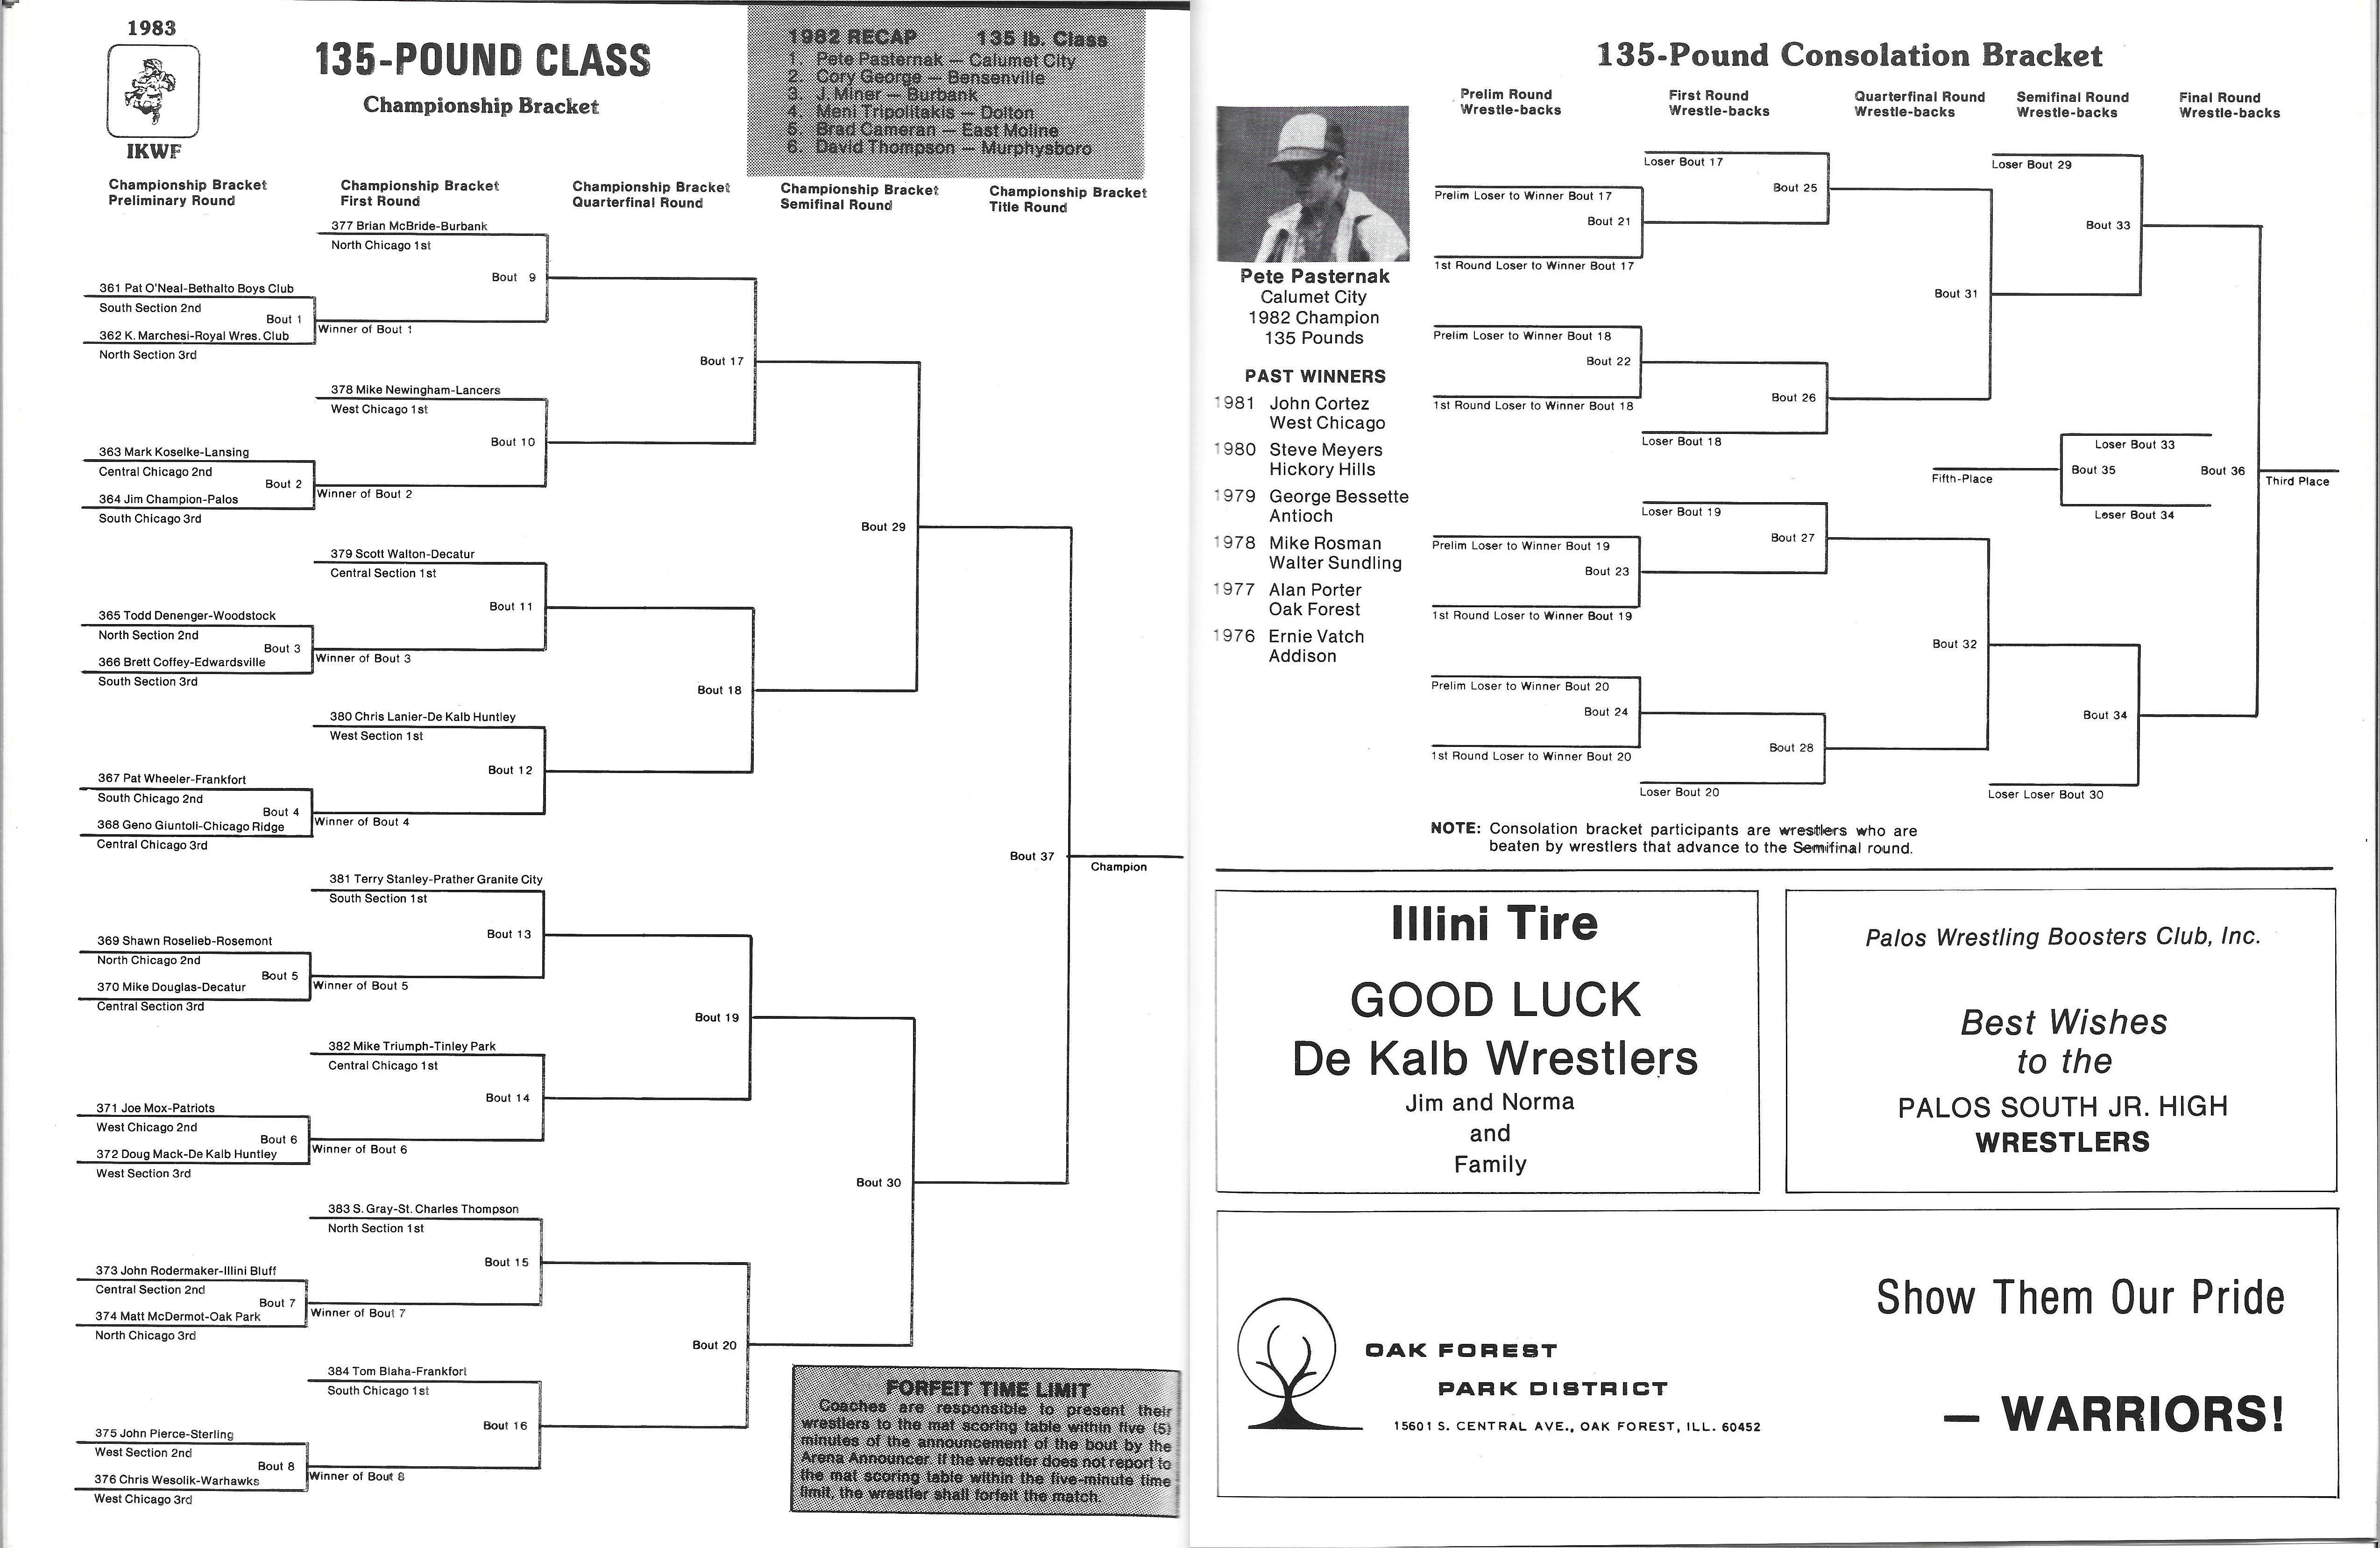 1983
IKWF
135-POUND CLASS
Championship Bracket
1982 RECAP 135 lb. Class
1. Pete Pasternak — Calumet City
2. Cory George — Bensenville
3. J. Miner — Burbank
4. Meni Tripolitakis — Dolton
5. Brad Cameran — East Moline
6. David Thompson — Murphysboro
Championship Bracket
Preliminary Round
Championship Bracket
First Round
Championship Bracket
Quarterfinal Round
Championship Bracket
Semifinal Round
Championship Bracket
Title Round
377 Brian McBride-Burbank
North Chicago 1st
Bout 9
361 Pat O'Neal-Bethalto Boys Club
South Section 2nd
Bout 1
Winner of Bout 1
362 K. Marchesi-Royal Wres. Club
North Section 3rd
Bout 17
378 Mike Newingham-Lancers
West Chicago 1st
Bout 10
363 Mark Koselke-Lansing
Central Chicago 2nd
Bout 2
Winner of Bout 2
364 Jim Champion-Palos
South Chicago 3rd
Bout 29
379 Scott Walton-Decatur
Central Section 1st
Bout 11
365 Todd Denenger-Woodstock
North Section 2nd
Bout 3
Winner of Bout 3
366 Brett Coffey-Edwardsville
South Section 3rd
Bout 18
380 Chris Lanier-De Kalb Huntley
West Section 1st
Bout 12
367 Pat Wheeler-Frankfort
South Chicago 2nd
Bout 4
Winner of Bout 4
368 Geno Giuntoli-Chicago Ridge
Central Chicago 3rd
Bout 37
Champion
381 Terry Stanley-Prather Granite City
South Section 1st
Bout 13
369 Shawn Roselieb-Rosemont
North Chicago 2nd
Bout 5
Winner of Bout 5
370 Mike Douglas-Decatur
Central Section 3rd
Bout 19
382 Mike Triumph-Tinley Park
Central Chicago 1st
Bout 14
371 Joe Mox-Patriots
West Chicago 2nd
Bout 6
Winner of Bout 6
372 Doug Mack-De Kalb Huntley
West Section 3rd
Bout 30
383 S. Gray-St. Charles Thompson
North Section 1st
Bout 15
373 John Rodermaker-Illini Bluff
Central Section 2nd
Bout 7
Winner of Bout 7
374 Matt McDermot-Oak Park
North Chicago 3rd
Bout 20
384 Tom Blaha-Frankfort
South Chicago 1st
Bout 16
375 John Pierce-Sterling
West Section 2nd
Bout 8
Winner of Bout 8
376 Chris Wesolik-Warhawks
West Chicago 3rd
FORFEIT TIME LIMIT
Coaches are responsible to present their
wrestlers to the mat scoring table within five (5)
minutes of the announcement of the bout by the
Arena Announcer. If the wrestler does not report to
the mat scoring table within the five-minute time
limit, the wrestler shall forfeit the match.
135-Pound Consolation Bracket
Prelim Round
Wrestle-backs
First Round
Wrestle-backs
Quarterfinal Round
Wrestle-backs
Semifinal Round
Wrestle-backs
Final Round
Wrestle-backs
Pete Pasternak
Calumet City
1982 Champion
135 Pounds
PAST WINNERS
1981 John Cortez
West Chicago
1980 Steve Meyers
Hickory Hills
1979 George Bessette
Antioch
1978 Mike Rosman
Walter Sundling
1977 Alan Porter
Oak Forest
1976 Ernie Vatch
Addison
Loser Bout 17
Bout 25
Prelim Loser to Winner Bout 17
Bout 21
1st Round Loser to Winner Bout 17
Loser Bout 29
Bout 33
Bout 31
Prelim Loser to Winner Bout 18
Bout 22
1st Round Loser to Winner Bout 18
Bout 26
Loser Bout 18
Loser Bout 33
Fifth-Place
Bout 35
Bout 36
Third Place
Loser Bout 34
Loser Bout 19
Bout 27
Prelim Loser to Winner Bout 19
Bout 23
1st Round Loser to Winner Bout 19
Bout 32
Prelim Loser to Winner Bout 20
Bout 24
1st Round Loser to Winner Bout 20
Bout 28
Loser Bout 20
Bout 34
Loser Loser Bout 30
NOTE: Consolation bracket participants are wrestlers who are
beaten by wrestlers that advance to the Semifinal round.
Illini Tire
GOOD LUCK
De Kalb Wrestlers
Jim and Norma
and
Family
Palos Wrestling Boosters Club, Inc.
Best Wishes
to the
PALOS SOUTH JR. HIGH
WRESTLERS
OAK FOREST
PARK DISTRICT
15601 S. CENTRAL AVE., OAK FOREST, ILL. 60452
Show Them Our Pride
— WARRIORS!